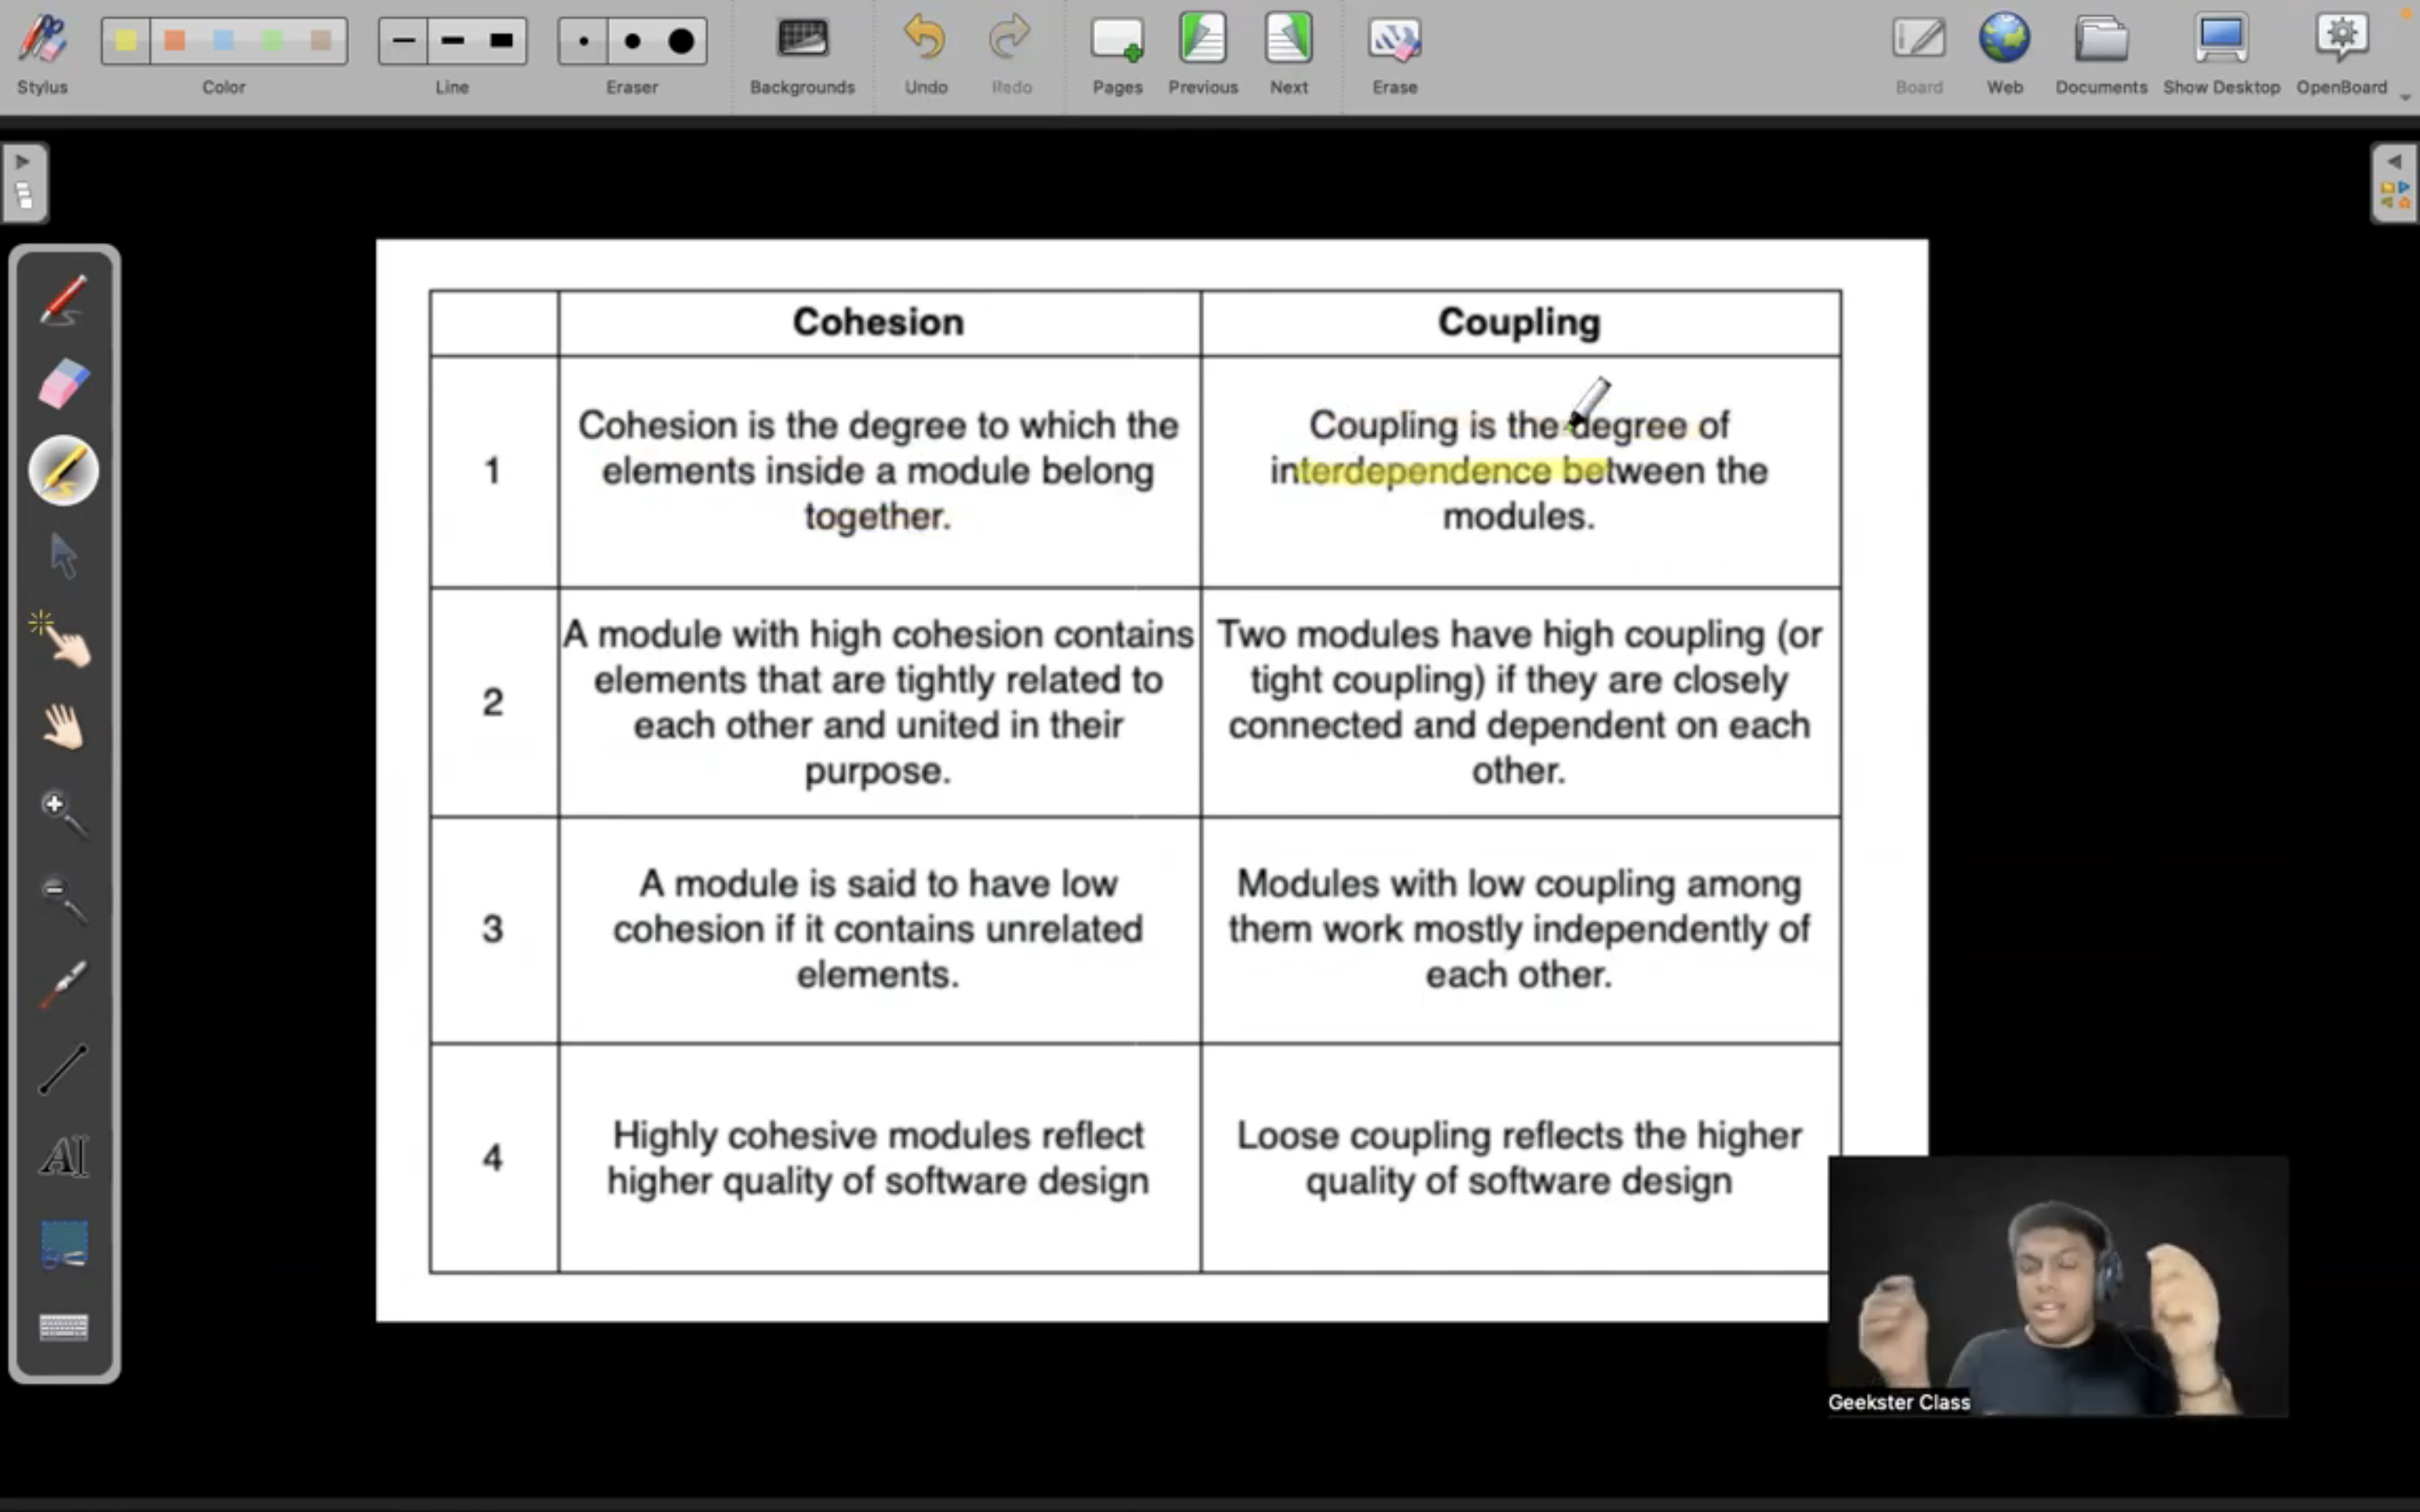 Stylus
Color
Line
Eraser
Backgrounds
Undo
Redo
Pages
Previous
Next
Erase
Board
Web
Documents
Show Desktop
OpenBoard
Cohesion
Coupling
1
Cohesion is the degree to which the
elements inside a module belong
together.
Coupling is the degree of
interdependence between the
modules.
2
A module with high cohesion contains
elements that are tightly related to
each other and united in their
purpose.
Two modules have high coupling (or
tight coupling) if they are closely
connected and dependent on each
other.
3
A module is said to have low
cohesion if it contains unrelated
elements.
Modules with low coupling among
them work mostly independently of
each other.
4
Highly cohesive modules reflect
higher quality of software design
Loose coupling reflects the higher
quality of software design
AI
Geekster Class